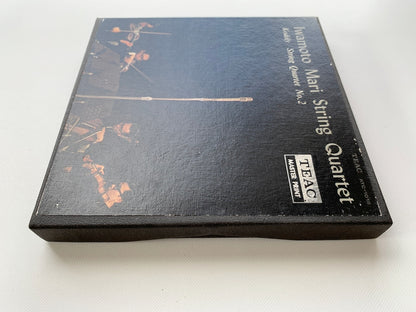 Iwamoto Mari String Quartet
Kodály String Quartet No. 2
TEAC
MASTER PRINT